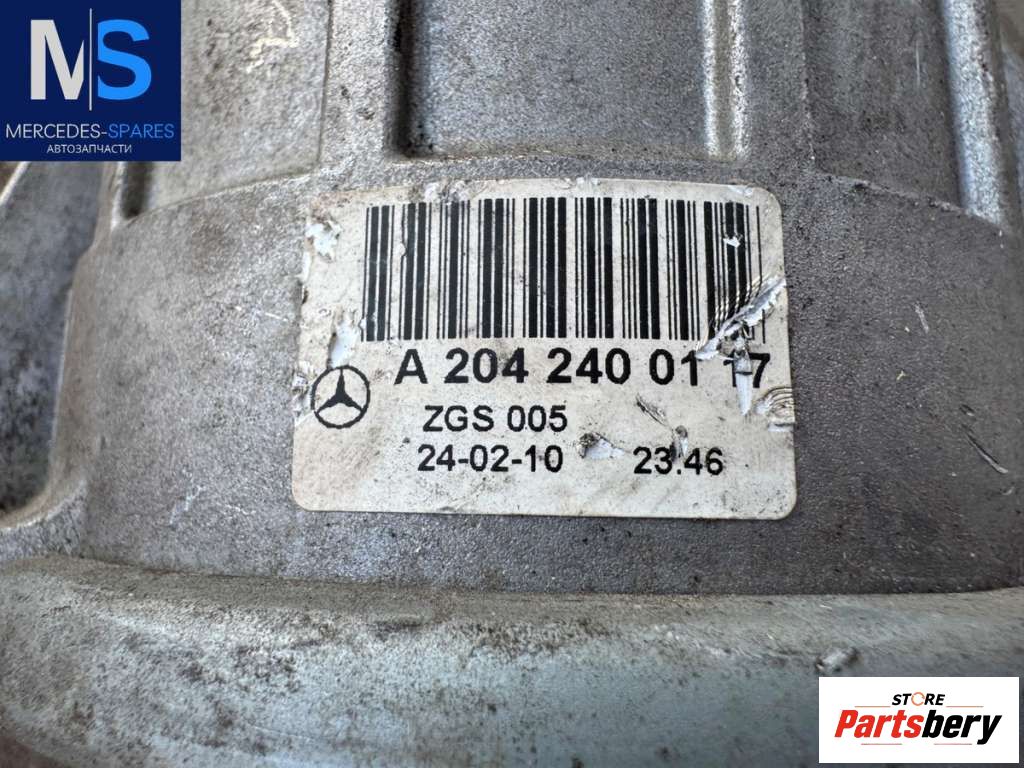 MS
MERCEDES-SPARES
АВТОЗАПЧАСТИ
A 204 240 01 17
ZGS 005
24-02-10 23.46
STORE
Partsbery